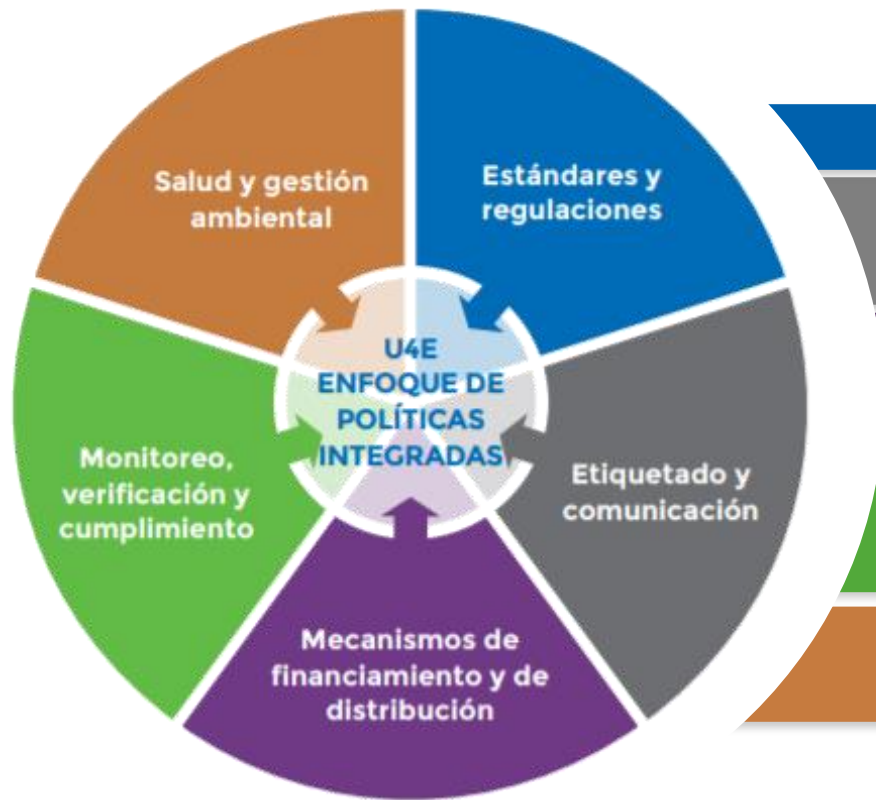 Salud y gestión
ambiental
Estándares y
regulaciones
U4E
ENFOQUE DE
POLÍTICAS
INTEGRADAS
Monitoreo,
verificación y
cumplimiento
Etiquetado y
comunicación
Mecanismos de
financiamiento y de
distribución